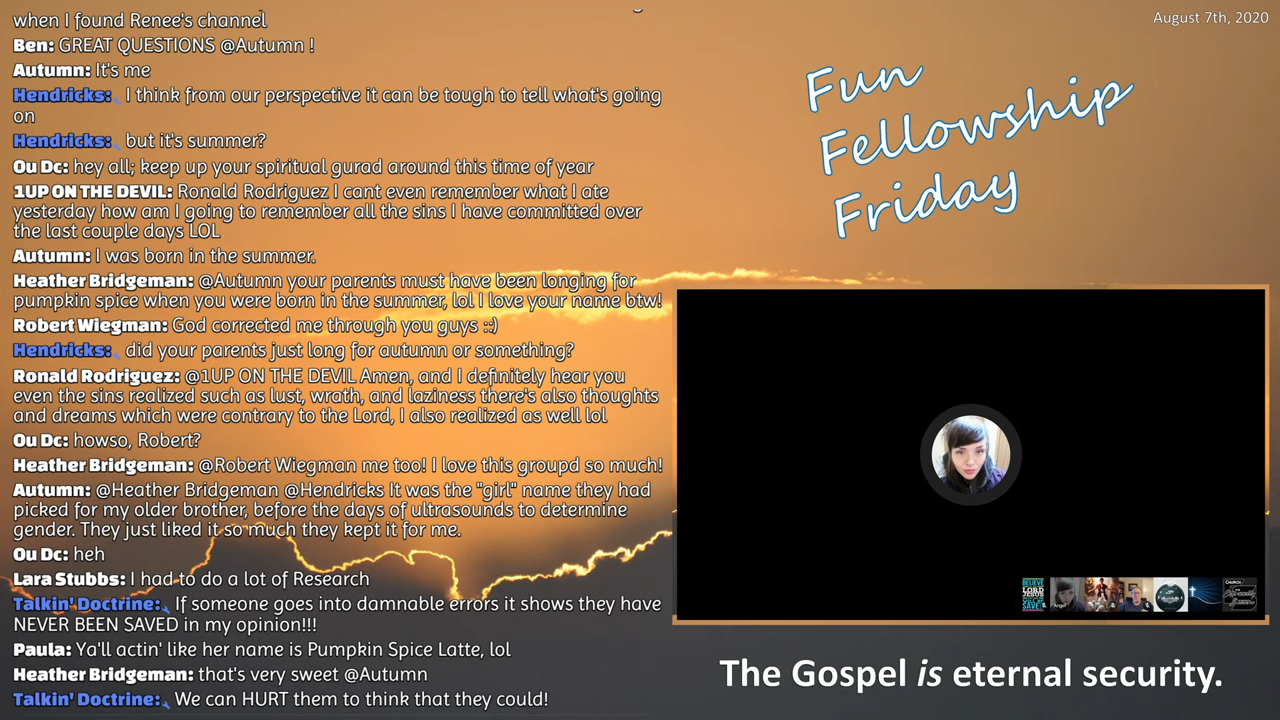 when I found Renee's channel
Ben: GREAT QUESTIONS @Autumn !
Autumn: It's me
Hendricks: I think from our perspective it can be tough to tell what's going
on
Hendricks: but it's summer?
Ou Dc: hey all; keep up your spiritual gurad around this time of year
1UP ON THE DEVIL: Ronald Rodriguez I cant even remember what I ate
yesterday how am I going to remember all the sins I have committed over
the last couple days LOL
Autumn: I was born in the summer.
Heather Bridgeman: @Autumn your parents must have been longing for
pumpkin spice when you were born in the summer, lol I love your name btw!
Robert Wiegman: God corrected me through you guys ::)
Hendricks: did your parents just long for autumn or something?
Ronald Rodriguez: @1UP ON THE DEVIL Amen, and I definitely hear you
even the sins realized such as lust, wrath, and laziness there's also thoughts
and dreams which were contrary to the Lord, I also realized as well lol
Ou Dc: howso, Robert?
Heather Bridgeman: @Robert Wiegman me too! I love this groupd so much!
Autumn: @Heather Bridgeman @Hendricks It was the "girl" name they had
picked for my older brother, before the days of ultrasounds to determine
gender. They just liked it so much they kept it for me.
Ou Dc: heh
Lara Stubbs: I had to do a lot of Research
Talkin' Doctrine: If someone goes into damnable errors it shows they have
NEVER BEEN SAVED in my opinion!!!
Paula: Ya'll actin' like her name is Pumpkin Spice Latte, lol
Heather Bridgeman: that's very sweet @Autumn
Talkin' Doctrine: We can HURT them to think that they could!
August 7th, 2020
Fun
Fellowship
Friday
BELIEVE
LORD
JESUS
SAVED
CHURCH
The Gospel is eternal security.